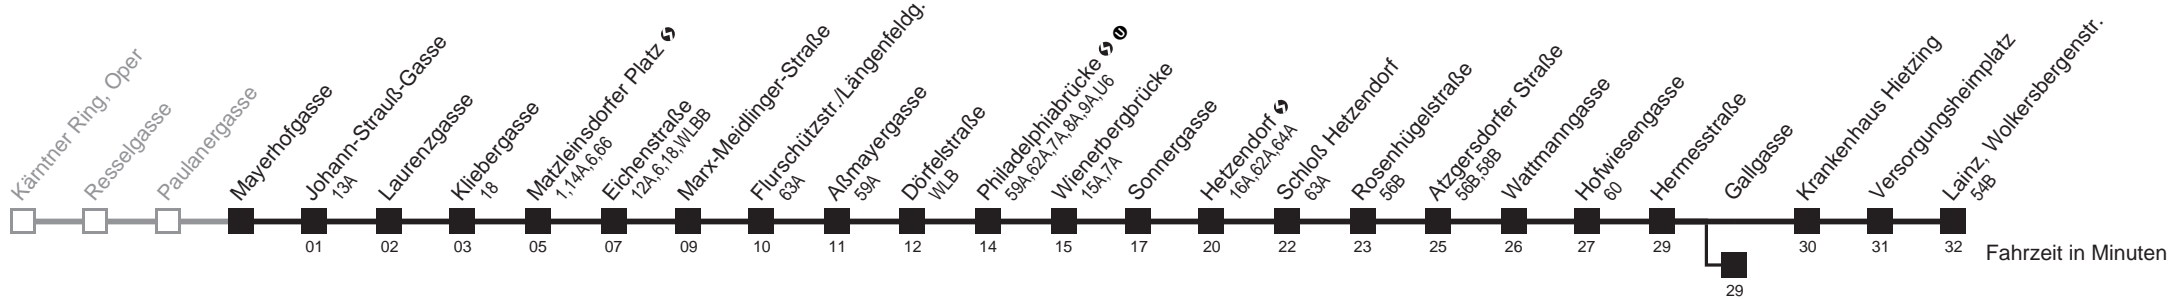 Kärntner Ring, Oper
Resselgasse
Paulanergasse
Mayerhofgasse
Johann-Strauß-Gasse
13A
Laurenzgasse
Kliebergasse
18
Matzleinsdorfer Platz
1,14A,6,66
Eichenstraße
12A,6,18,WLBB
Marx-Meidlinger-Straße
Flurschützstr./Längenfeldg.
63A
Aßmayergasse
59A
Dörfelstraße
WLB
Philadelphiabrücke U
59A,62A,7A,8A,9A,U6
Wienerbergbrücke
15A,7A
Sonnergasse
Hetzendorf
16A,62A,64A
Schloß Hetzendorf
63A
Rosenhügelstraße
56B
Atzgersdorfer Straße
56B,58B
Wattmanngasse
Hofwiesengasse
60
Hermesstraße
Gallgasse
Krankenhaus Hietzing
Versorgungsheimplatz
Lainz, Wolkersbergenstr.
54B
01 02 03 05 07 09 10 11 12 14 15 17 20 22 23 25 26 27 29 30 31 32
Fahrzeit in Minuten
29